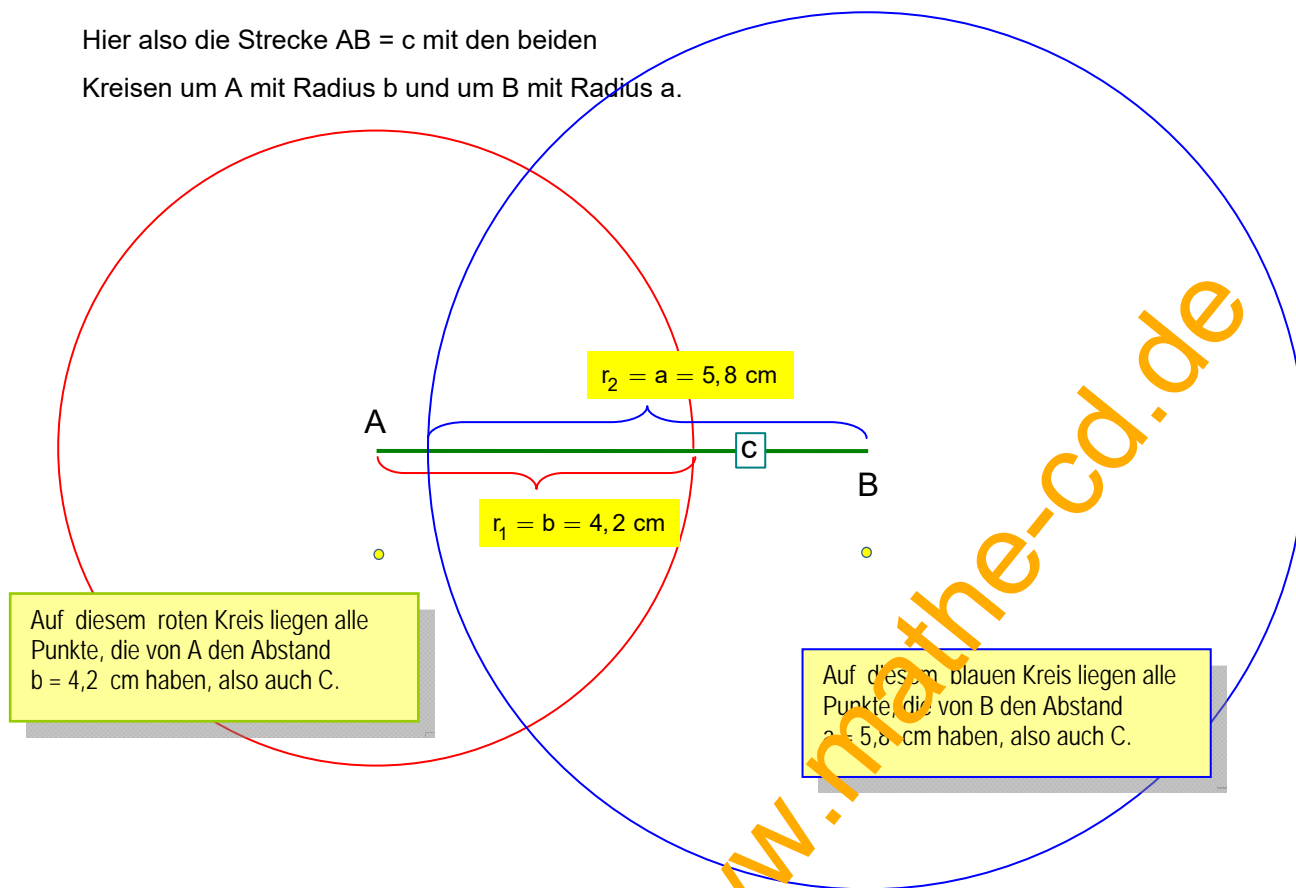 Hier also die Strecke AB = c mit den beiden
Kreisen um A mit Radius b und um B mit Radius a.
r₂ = a = 5,8 cm
A
c
B
r₁ = b = 4,2 cm
Auf diesem roten Kreis liegen alle
Punkte, die von A den Abstand
b = 4,2 cm haben, also auch C.
Auf diesem blauen Kreis liegen alle
Punkte, die von B den Abstand
a = 5,8 cm haben, also auch C.
w.mathe-cd.de